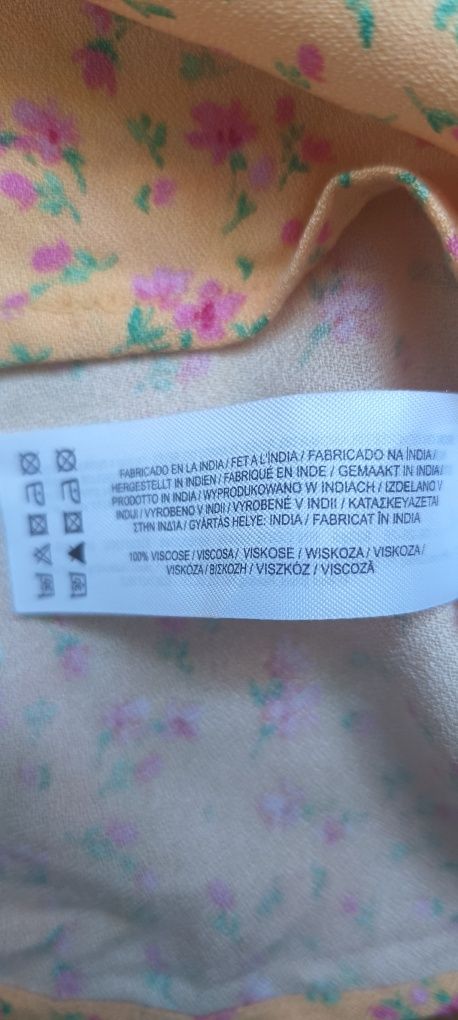 FABRICADO EN LA INDIA / FET A L'ÍNDIA / FABRICADO NA ÍNDIA /
HERGESTELLT IN INDIEN / FABRIQUÉ EN INDE / GEMAAKT IN INDIA /
PRODOTTO IN INDIA / WYPRODUKOWANO W INDIACH / IZDELANO V
INDIJI / VYROBENO V INDII / VYROBENÉ V INDII / ΚΑΤΑΣΚΕΥΑΖΕΤΑΙ
ΣΤΗΝ ΙΝΔΙΑ / GYÁRTÁS HELYE: INDIA / FABRICAT ÎN INDIA
100% VISCOSE / VISCOSA / VISKOSE / WISKOZA / VISKOZA /
VISKÓZA / ΒΙΣΚΟΖΗ / VISZKÓZ / VISCOZĂ